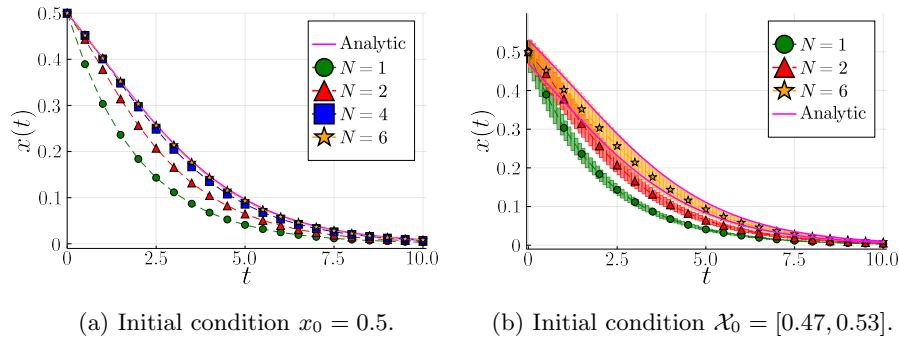 0.5
0.4
0.3
0.2
0.1
0
x(t)
0
2.5
5.0
7.5
10.0
t
Analytic
N = 1
N = 2
N = 4
N = 6
(a) Initial condition x₀ = 0.5.
0.5
0.4
0.3
0.2
0.1
0
x(t)
0
2.5
5.0
7.5
10.0
t
N = 1
N = 2
N = 6
Analytic
(b) Initial condition 𝒳₀ = [0.47, 0.53].